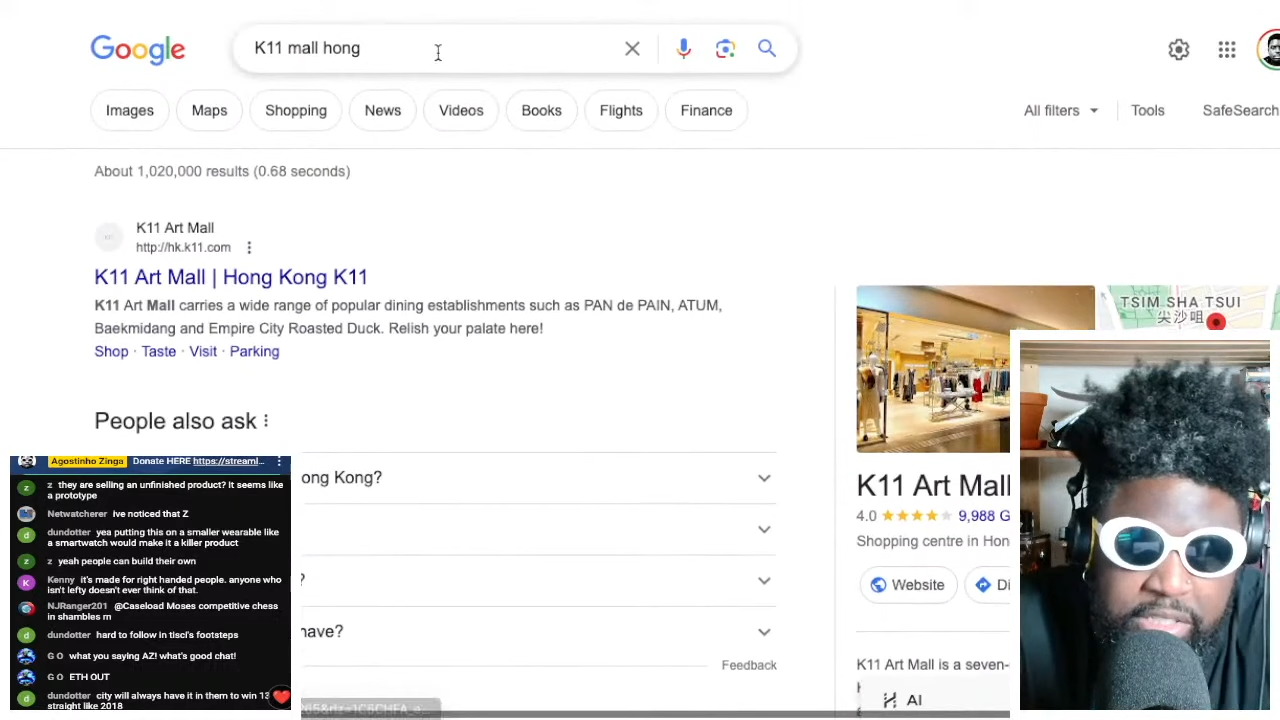 Google
K11 mall hong
Images Maps Shopping News Videos Books Flights Finance All filters Tools SafeSearch
About 1,020,000 results (0.68 seconds)
K11 Art Mall
http://hk.k11.com
K11 Art Mall | Hong Kong K11
K11 Art Mall carries a wide range of popular dining establishments such as PAN de PAIN, ATUM,
Baekmidang and Empire City Roasted Duck. Relish your palate here!
Shop · Taste · Visit · Parking
People also ask
ong Kong?
?
have?
Feedback
TSIM SHA TSUI
尖沙咀
K11 Art Mall
4.0 9,988 G
Shopping centre in Hon
Website Di
K11 Art Mall is a seven-
AI
Agostinho Zinga Donate HERE https://streaml...
z they are selling an unfinished product? It seems like
a prototype
Netwatcherer ive noticed that Z
dundotter yea putting this on a smaller wearable like
a smartwatch would make it a killer product
z yeah people can build their own
Kenny it's made for right handed people. anyone who
isn't lefty doesn't ever think of that.
NJRanger201 @Caseload Moses competitive chess
in shambles rn
dundotter hard to follow in tisci's footsteps
G O what you saying AZ! what's good chat!
G O ETH OUT
dundotter city will always have it in them to win 13
straight like 2018